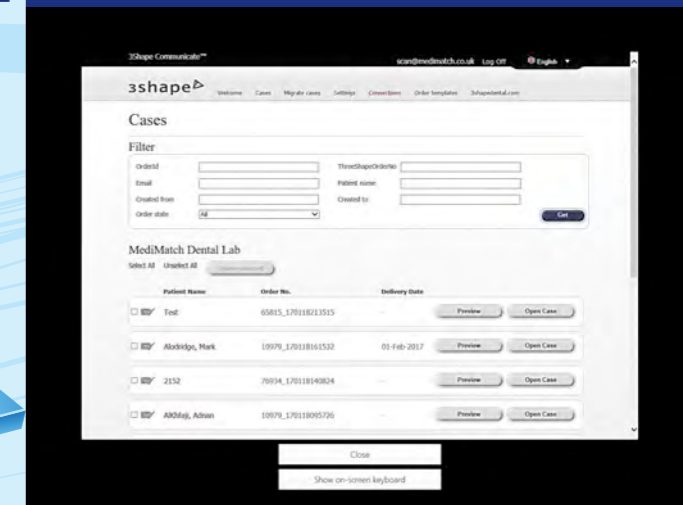 3Shape Communicate™
scan@medimatch.co.uk Log Off English
3shape
Welcome Cases Migrate cases Settings Connections Order templates 3shapedental.com
Cases
Filter
OrderId ThreeShapeOrderNo
Email Patient name
Created from Created to
Order state All Get
MediMatch Dental Lab
Select All Unselect All
Patient Name Order No. Delivery Date
Test 65815_170118213515 Preview Open Case
Alodridge, Mark 10979_170118161532 01-Feb-2017 Preview Open Case
2152 76934_170118140824 Preview Open Case
Alkhfaji, Adnan 10979_170118095726 Preview Open Case
Close
Show on-screen keyboard